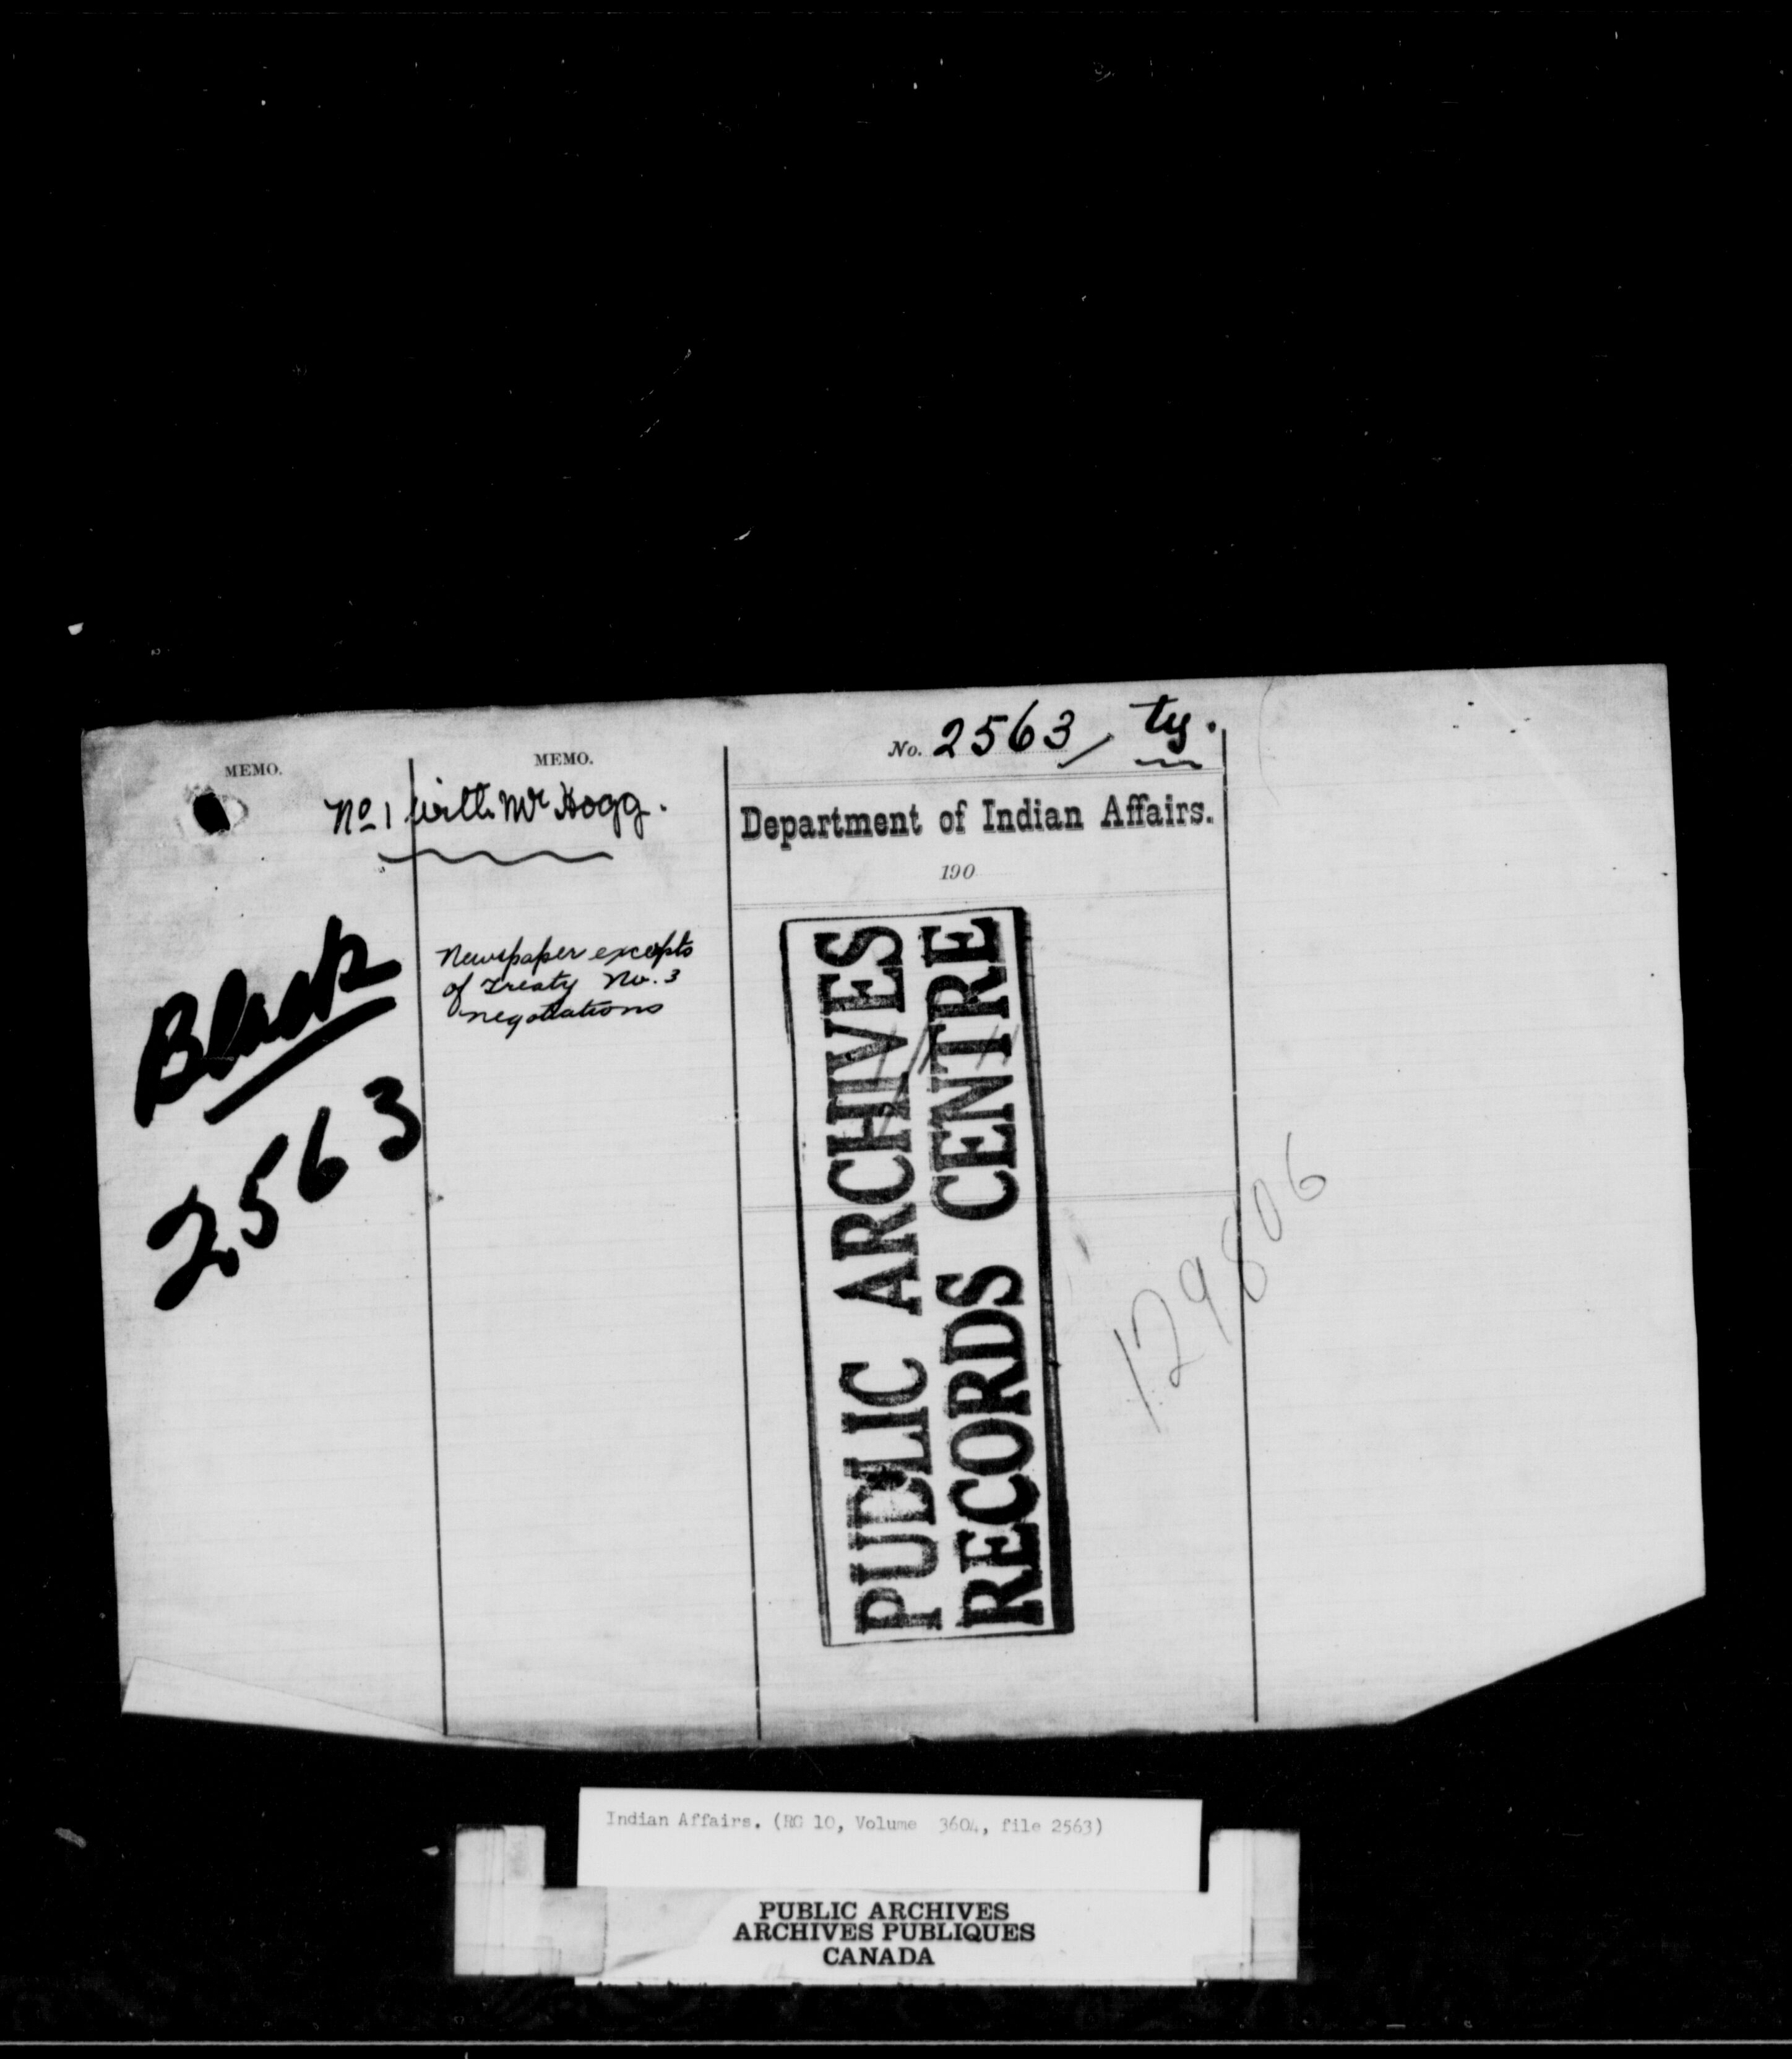 MEMO.
No 1 with Mr Hogg.
Black
2563
MEMO.
Newspaper excepts
of Treaty No. 3
negotiations
No. 2563/ ty.
Department of Indian Affairs.
190
PUBLIC ARCHIVES
RECORDS CENTRE
129806
Indian Affairs. (RG 10, Volume 3604, file 2563)
PUBLIC ARCHIVES
ARCHIVES PUBLIQUES
CANADA